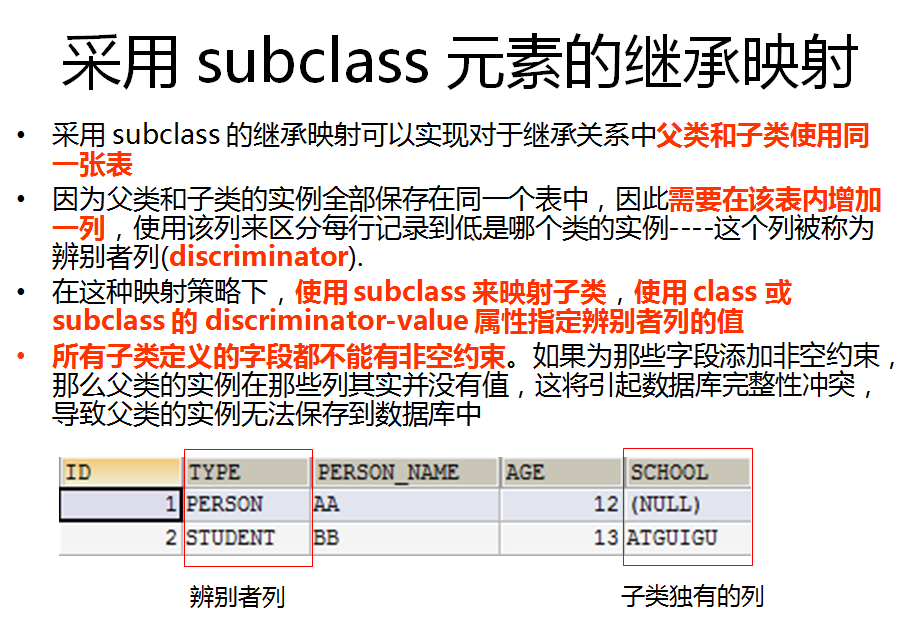 采用 subclass 元素的继承映射
• 采用 subclass 的继承映射可以实现对于继承关系中父类和子类使用同
一张表
• 因为父类和子类的实例全部保存在同一个表中，因此需要在该表内增加
一列，使用该列来区分每行记录到低是哪个类的实例----这个列被称为
辨别者列(discriminator).
• 在这种映射策略下，使用 subclass 来映射子类，使用 class 或
subclass 的 discriminator-value 属性指定辨别者列的值
• 所有子类定义的字段都不能有非空约束。如果为那些字段添加非空约束，
那么父类的实例在那些列其实并没有值，这将引起数据库完整性冲突，
导致父类的实例无法保存到数据库中
ID TYPE PERSON_NAME AGE SCHOOL
1 PERSON AA 12 (NULL)
2 STUDENT BB 13 ATGUIGU
辨别者列 子类独有的列